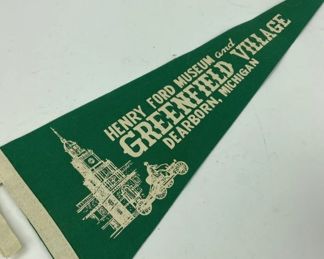 HENRY FORD MUSEUM and
GREENFIELD VILLAGE
DEARBORN, MICHIGAN